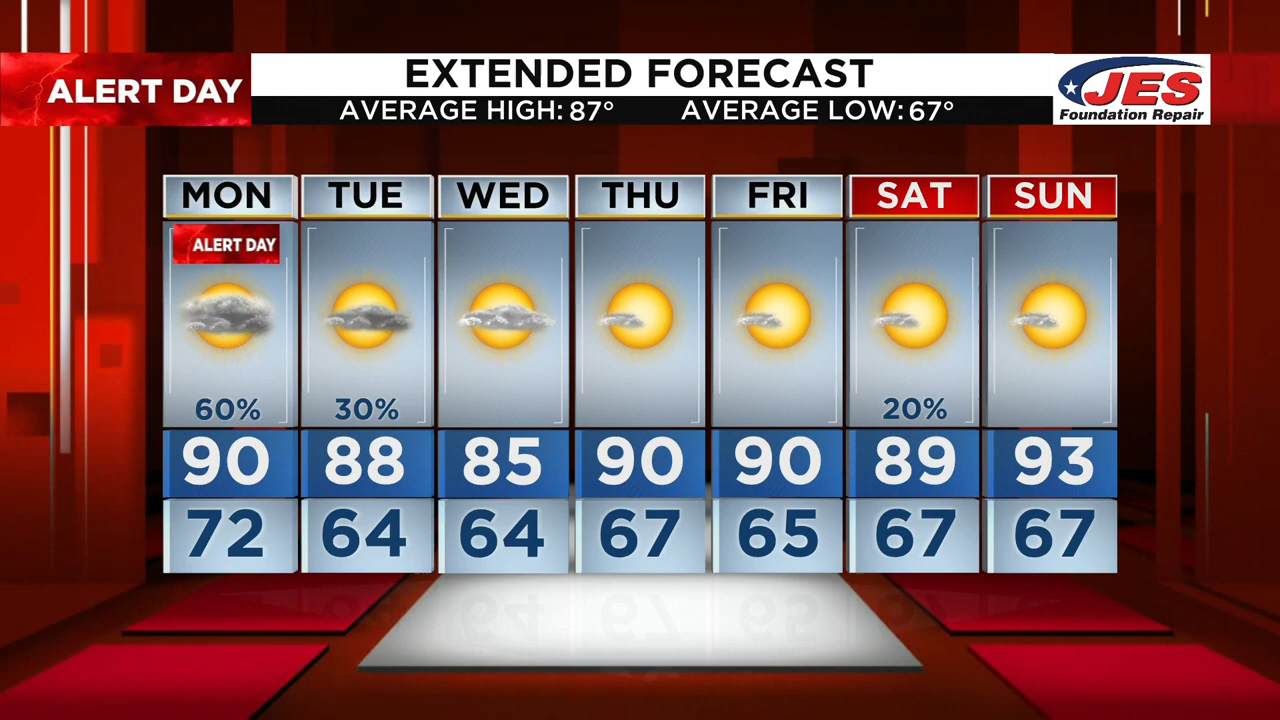 ALERT DAY
EXTENDED FORECAST
AVERAGE HIGH: 87° AVERAGE LOW: 67°
JES
Foundation Repair
MON TUE WED THU FRI SAT SUN
ALERT DAY
60% 30% 20%
90 88 85 90 90 89 93
72 64 64 67 65 67 67